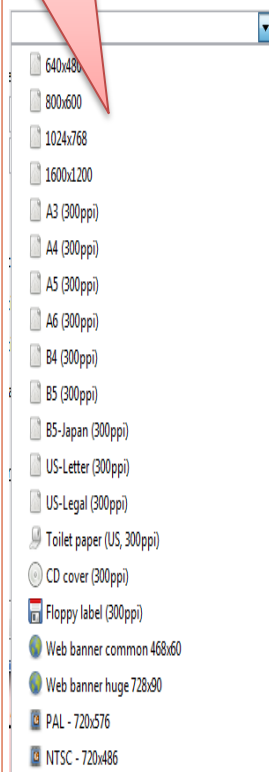 640x480
800x600
1024x768
1600x1200
A3 (300ppi)
A4 (300ppi)
A5 (300ppi)
A6 (300ppi)
B4 (300ppi)
B5 (300ppi)
B5-Japan (300ppi)
US-Letter (300ppi)
US-Legal (300ppi)
Toilet paper (US, 300ppi)
CD cover (300ppi)
Floppy label (300ppi)
Web banner common 468x60
Web banner huge 728x90
PAL - 720x576
NTSC - 720x486